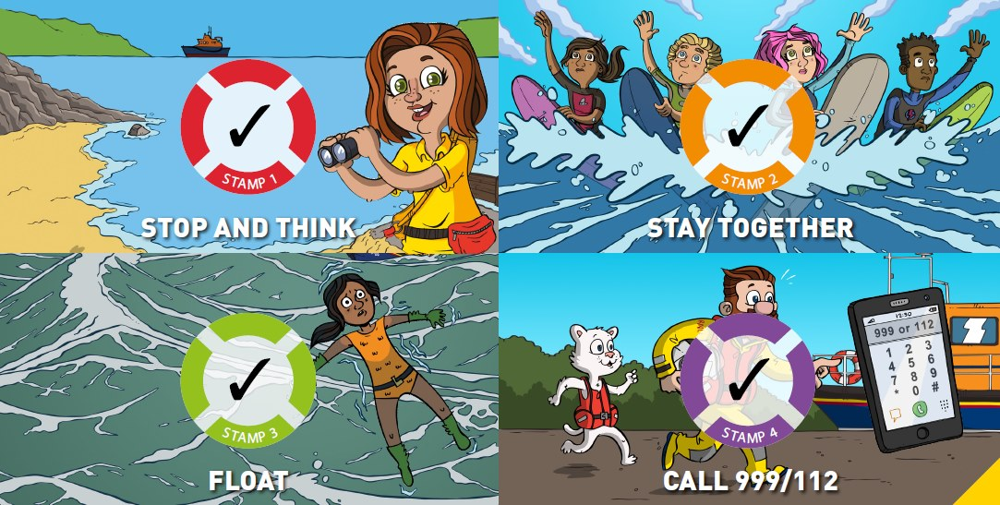 STAMP 1
STOP AND THINK
STAMP 2
STAY TOGETHER
STAMP 3
FLOAT
12:50
999 or 112
1 2 3
4 5 6
7 8 9
* 0 #
STAMP 4
CALL 999/112